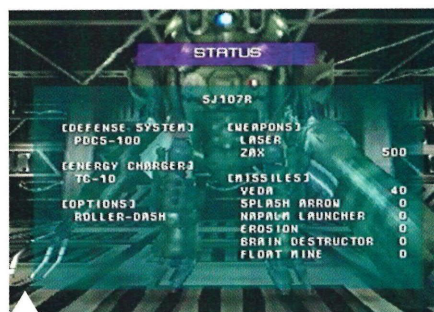 STATUS
SJ107R
[DEFENSE SYSTEM]
PDCS-100
[ENERGY CHARGER]
TC-10
[OPTIONS]
ROLLER-DASH
[WEAPONS]
LASER
ZAX 500
[MISSILES]
VEDA 40
SPLASH ARROW 0
NAPALM LAUNCHER 0
EROSION 0
BRAIN DESTRUCTOR 0
FLOAT MINE 0